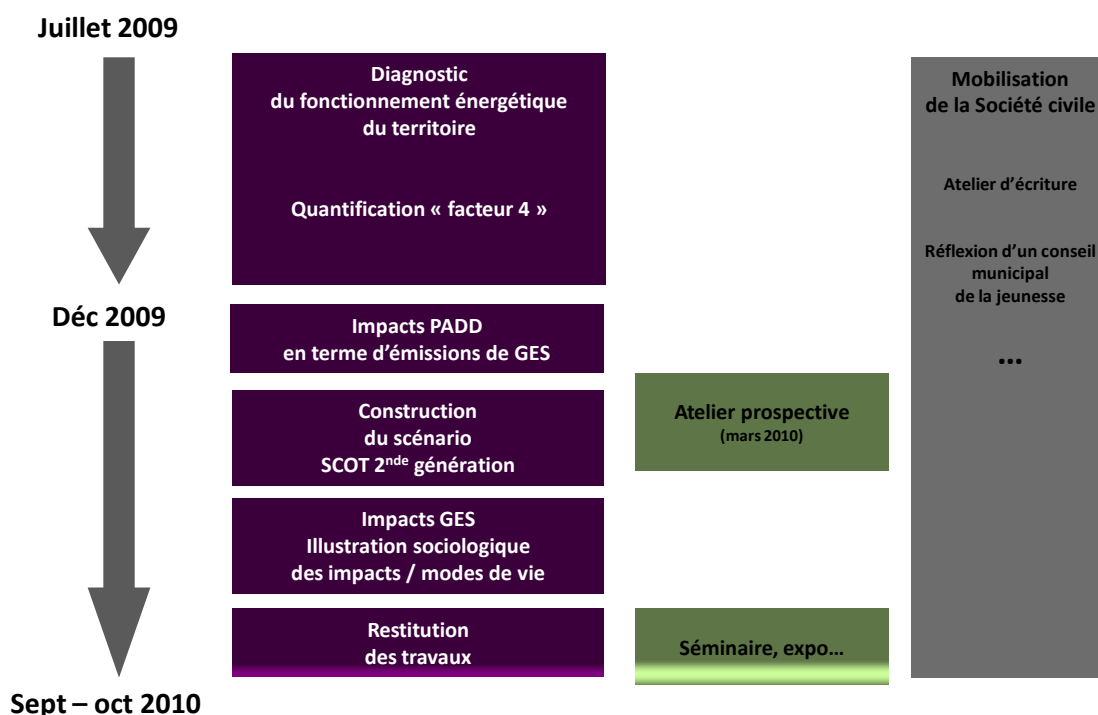 Juillet 2009
Diagnostic
du fonctionnement énergétique
du territoire
Quantification « facteur 4 »
Déc 2009
Impacts PADD
en terme d’émissions de GES
Construction
du scénario
SCOT 2nde génération
Impacts GES
Illustration sociologique
des impacts / modes de vie
Restitution
des travaux
Sept – oct 2010
Atelier prospective
(mars 2010)
Séminaire, expo…
Mobilisation
de la Société civile
Atelier d’écriture
Réflexion d’un conseil
municipal
de la jeunesse
…